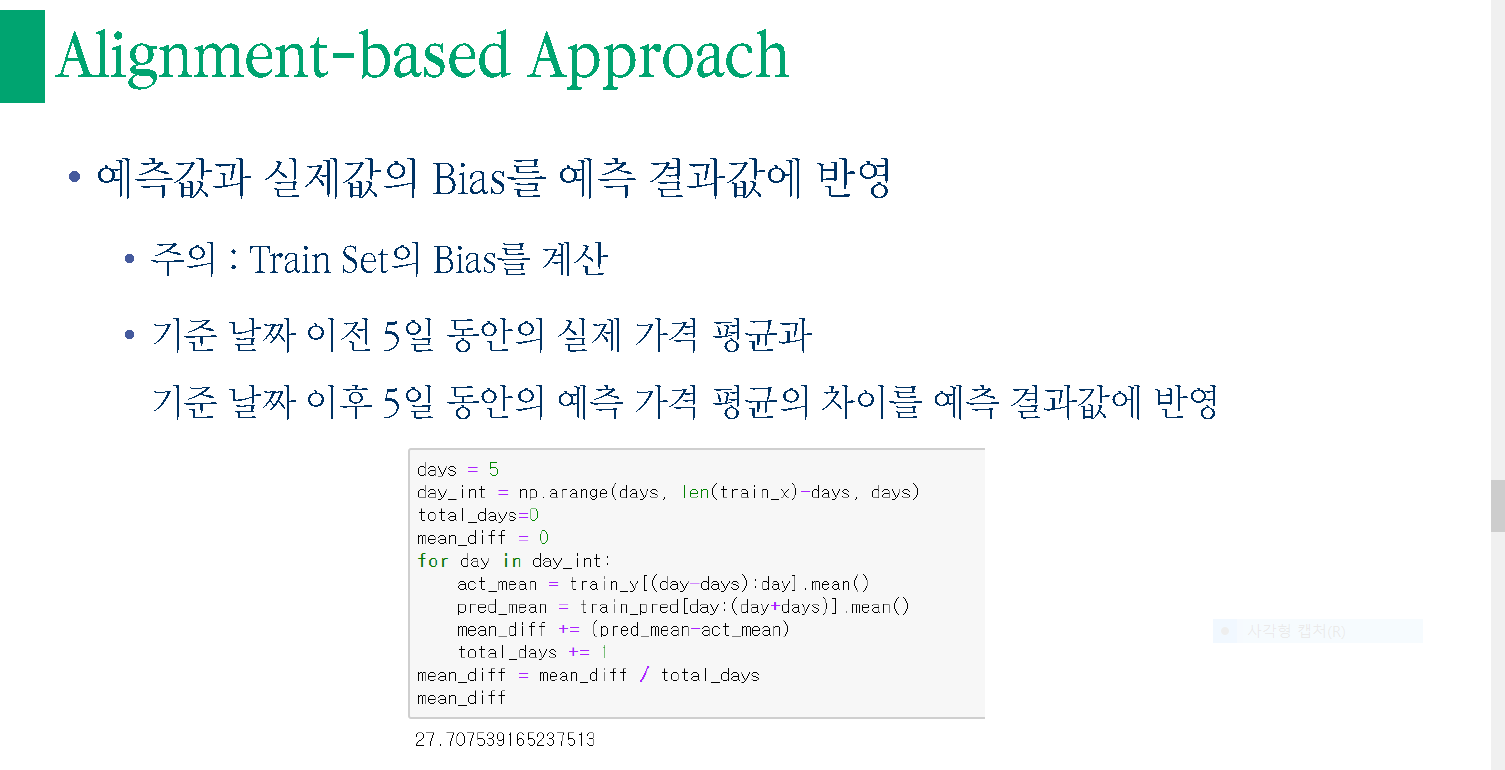 Alignment-based Approach
• 예측값과 실제값의 Bias를 예측 결과값에 반영
• 주의 : Train Set의 Bias를 계산
• 기준 날짜 이전 5일 동안의 실제 가격 평균과
기준 날짜 이후 5일 동안의 예측 가격 평균의 차이를 예측 결과값에 반영
days = 5
day_int = np.arange(days, len(train_x)-days, days)
total_days=0
mean_diff = 0
for day in day_int:
    act_mean = train_y[(day-days):day].mean()
    pred_mean = train_pred[day:(day+days)].mean()
    mean_diff += (pred_mean-act_mean)
    total_days += 1
mean_diff = mean_diff / total_days
mean_diff
사각형 캡처(R)
27.707539165237513